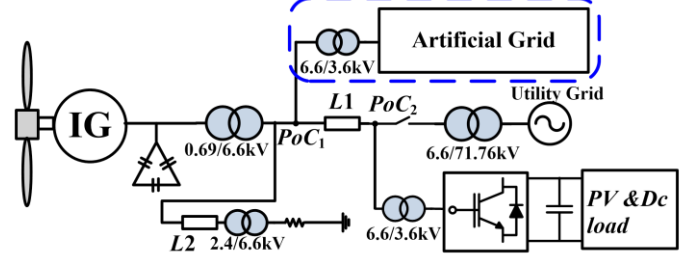 Artificial Grid
6.6/3.6kV
Utility Grid
IG
L1
PoC2
PoC1
0.69/6.6kV
6.6/71.76kV
PV &Dc
load
L2
2.4/6.6kV
6.6/3.6kV